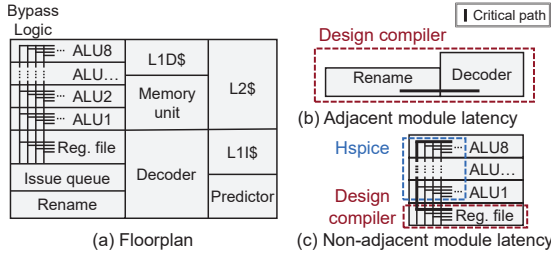 Bypass
Logic
ALU8
ALU...
ALU2
ALU1
Reg. file
Issue queue
Rename
L1D$
Memory
unit
Decoder
L2$
L1I$
Predictor
(a) Floorplan
Critical path
Design compiler
Rename
Decoder
(b) Adjacent module latency
Hspice
ALU8
ALU...
ALU1
Design
compiler
Reg. file
(c) Non-adjacent module latency